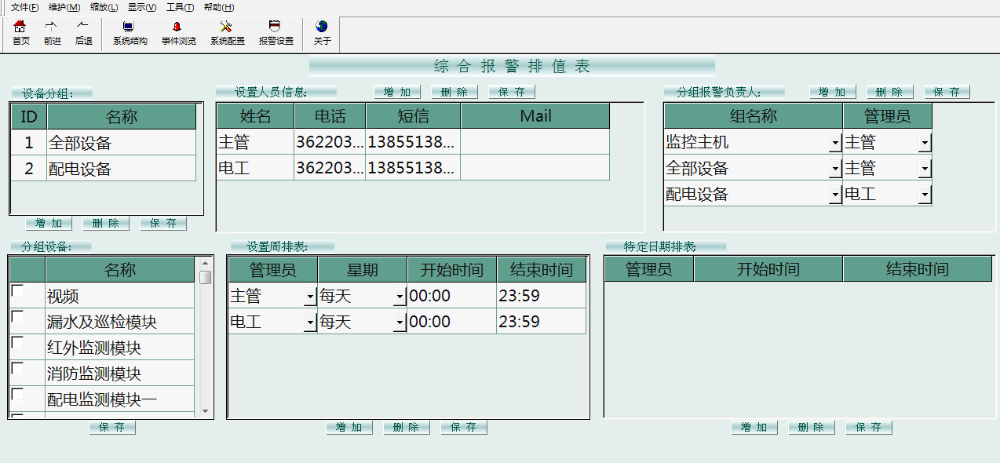 文件(F) 维护(M) 缩放(L) 显示(V) 工具(T) 帮助(H)
首页 前进 后退 系统结构 事件浏览 系统配置 报警设置 关于
综合报警排值表
设备分组:
ID 名称
1 全部设备
2 配电设备
增加 删除 保存
设置人员信息: 增加 删除 保存
姓名 电话 短信 Mail
主管 362203... 13855138...
电工 362203... 13855138...
分组报警负责人: 增加 删除 保存
组名称 管理员
监控主机 主管
全部设备 主管
配电设备 电工
分组设备:
名称
视频
漏水及巡检模块
红外监测模块
消防监测模块
配电监测模块一
保存
设置周排表:
管理员 星期 开始时间 结束时间
主管 每天 00:00 23:59
电工 每天 00:00 23:59
增加 删除 保存
特定日期排表:
管理员 开始时间 结束时间
增加 删除 保存